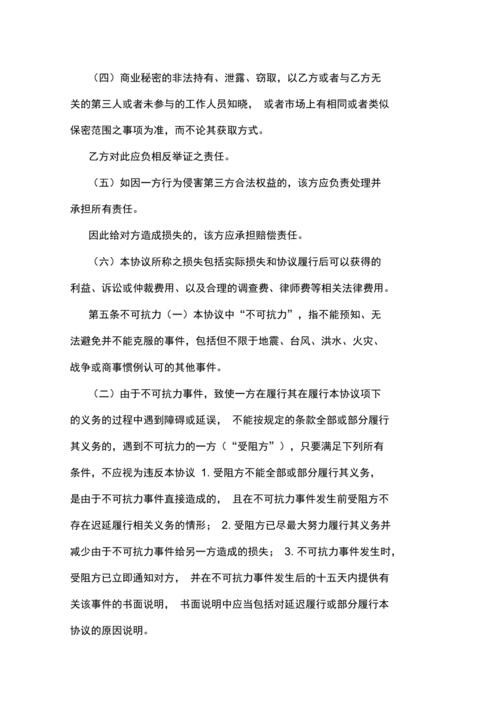 （四）商业秘密的非法持有、泄露、窃取，以乙方或者与乙方无
关的第三人或者未参与的工作人员知晓， 或者市场上有相同或者类似
保密范围之事项为准，而不论其获取方式。
乙方对此应负相反举证之责任。
（五）如因一方行为侵害第三方合法权益的，该方应负责处理并
承担所有责任。
因此给对方造成损失的，该方应承担赔偿责任。
（六）本协议所称之损失包括实际损失和协议履行后可以获得的
利益、诉讼或仲裁费用、以及合理的调查费、律师费等相关法律费用。
第五条不可抗力（一）本协议中“不可抗力”，指不能预知、无
法避免并不能克服的事件，包括但不限于地震、台风、洪水、火灾、
战争或商事惯例认可的其他事件。
（二）由于不可抗力事件，致使一方在履行其在履行本协议项下
的义务的过程中遇到障碍或延误， 不能按规定的条款全部或部分履行
其义务的，遇到不可抗力的一方（“受阻方”），只要满足下列所有
条件，不应视为违反本协议 1. 受阻方不能全部或部分履行其义务，
是由于不可抗力事件直接造成的， 且在不可抗力事件发生前受阻方不
存在迟延履行相关义务的情形； 2. 受阻方已尽最大努力履行其义务并
减少由于不可抗力事件给另一方造成的损失； 3. 不可抗力事件发生时，
受阻方已立即通知对方， 并在不可抗力事件发生后的十五天内提供有
关该事件的书面说明， 书面说明中应当包括对延迟履行或部分履行本
协议的原因说明。